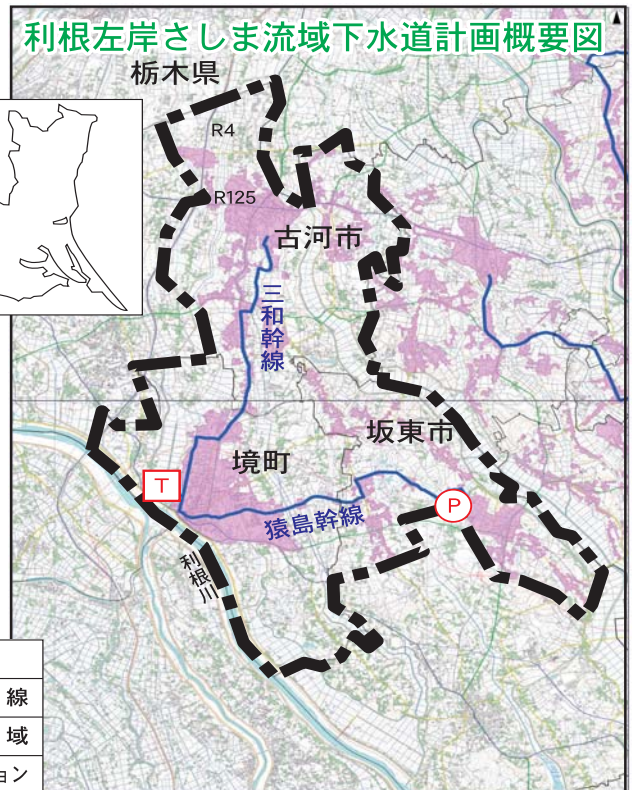 利根左岸さしま流域下水道計画概要図
栃木県
R4
R125
古河市
三和幹線
坂東市
境町
T
P
猿島幹線
利根川
線
域
ョン